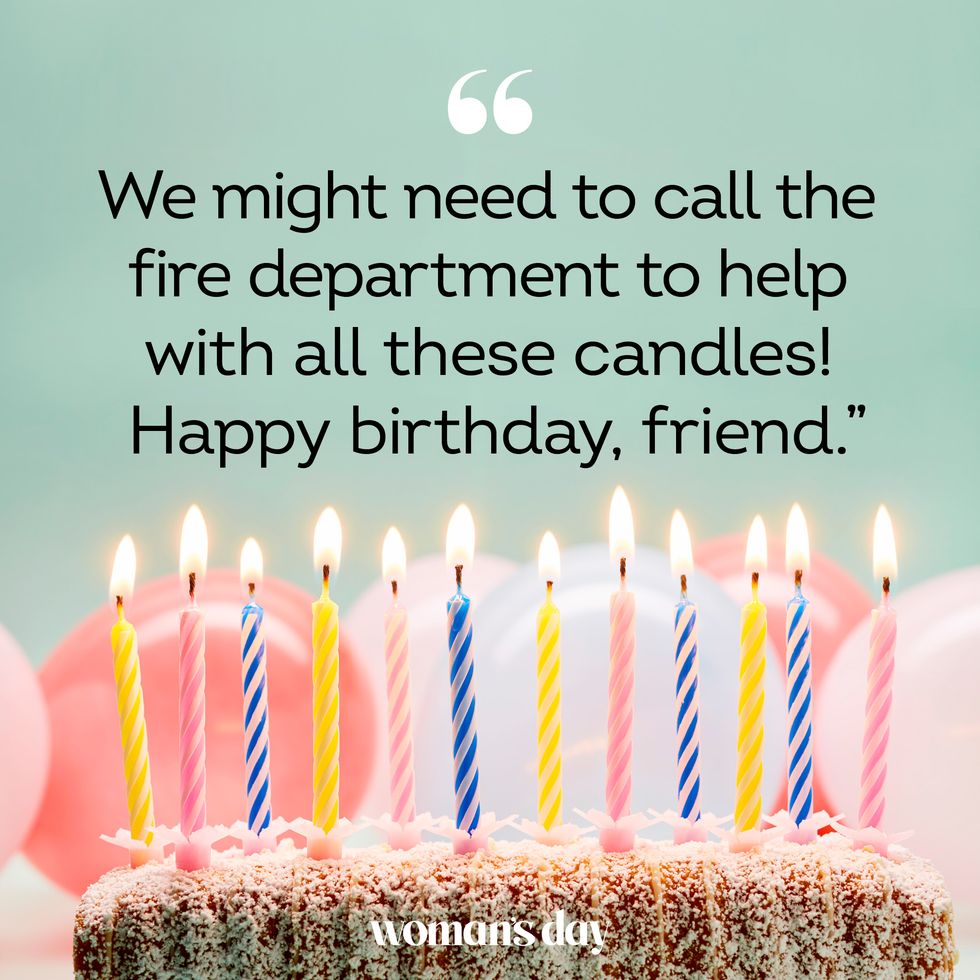 “
We might need to call the
fire department to help
with all these candles!
Happy birthday, friend.”
woman's day